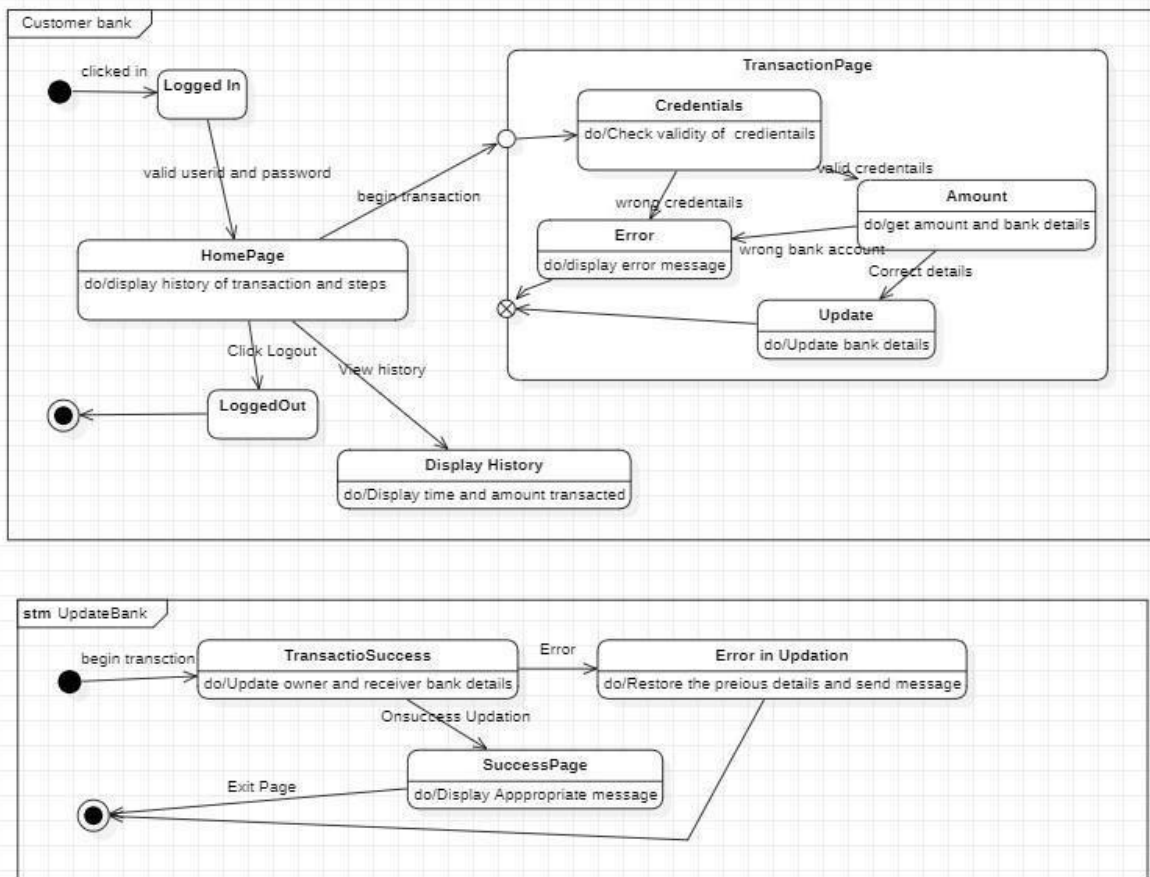 Customer bank
clicked in
Logged In
TransactionPage
Credentials
do/Check validity of credientails
valid userid and password
begin transaction
valid credentails
wrong credentails
Amount
do/get amount and bank details
Error
do/display error message
wrong bank account
HomePage
do/display history of transaction and steps
Correct details
Update
do/Update bank details
Click Logout
View history
LoggedOut
Display History
do/Display time and amount transacted
stm UpdateBank
begin transction
TransactioSuccess
do/Update owner and receiver bank details
Error
Error in Updation
do/Restore the preious details and send message
Onsuccess Updation
SuccessPage
do/Display Apppropriate message
Exit Page